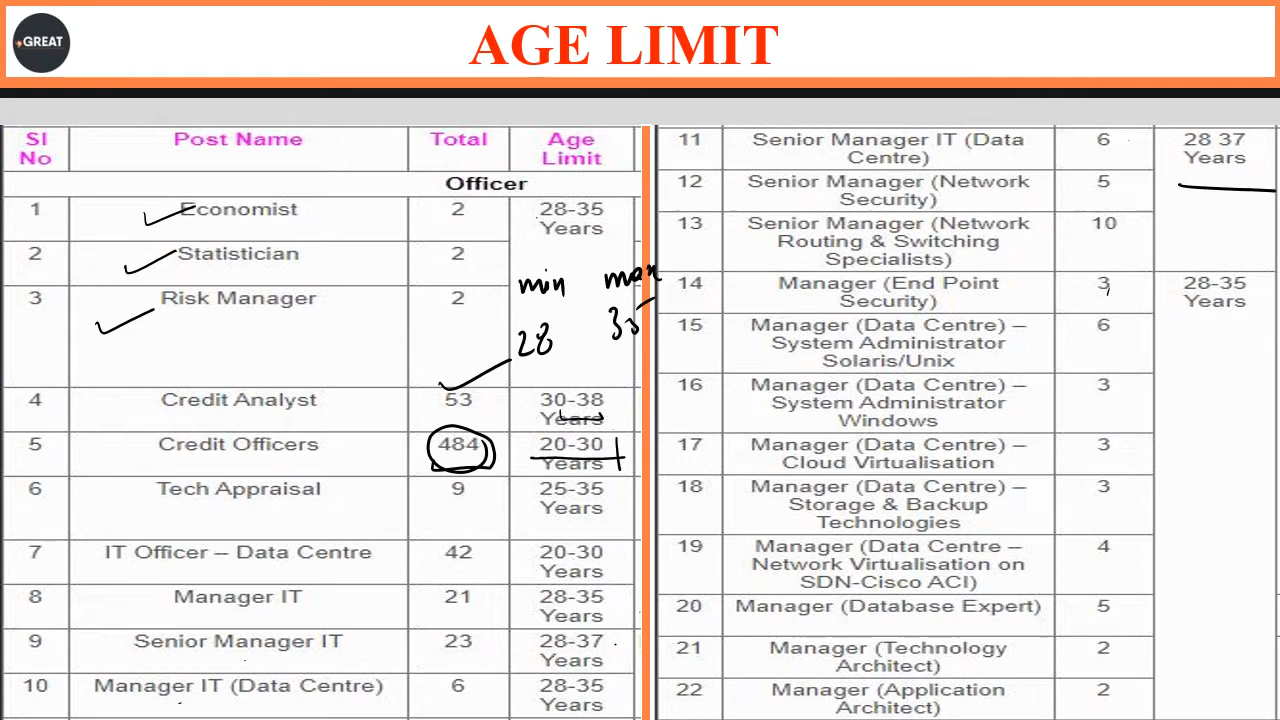 GREAT
AGE LIMIT
Sl No Post Name Total Age Limit
Officer
1 Economist 2 28-35 Years
2 Statistician 2
3 Risk Manager 2
min max
28 35
4 Credit Analyst 53 30-38 Years
5 Credit Officers 484 20-30 Years
6 Tech Appraisal 9 25-35 Years
7 IT Officer – Data Centre 42 20-30 Years
8 Manager IT 21 28-35 Years
9 Senior Manager IT 23 28-37 Years
10 Manager IT (Data Centre) 6 28-35 Years
11 Senior Manager IT (Data Centre) 6 28 37 Years
12 Senior Manager (Network Security) 5
13 Senior Manager (Network Routing & Switching Specialists) 10
14 Manager (End Point Security) 3 28-35 Years
15 Manager (Data Centre) – System Administrator Solaris/Unix 6
16 Manager (Data Centre) – System Administrator Windows 3
17 Manager (Data Centre) – Cloud Virtualisation 3
18 Manager (Data Centre) – Storage & Backup Technologies 3
19 Manager (Data Centre – Network Virtualisation on SDN-Cisco ACI) 4
20 Manager (Database Expert) 5
21 Manager (Technology Architect) 2
22 Manager (Application Architect) 2